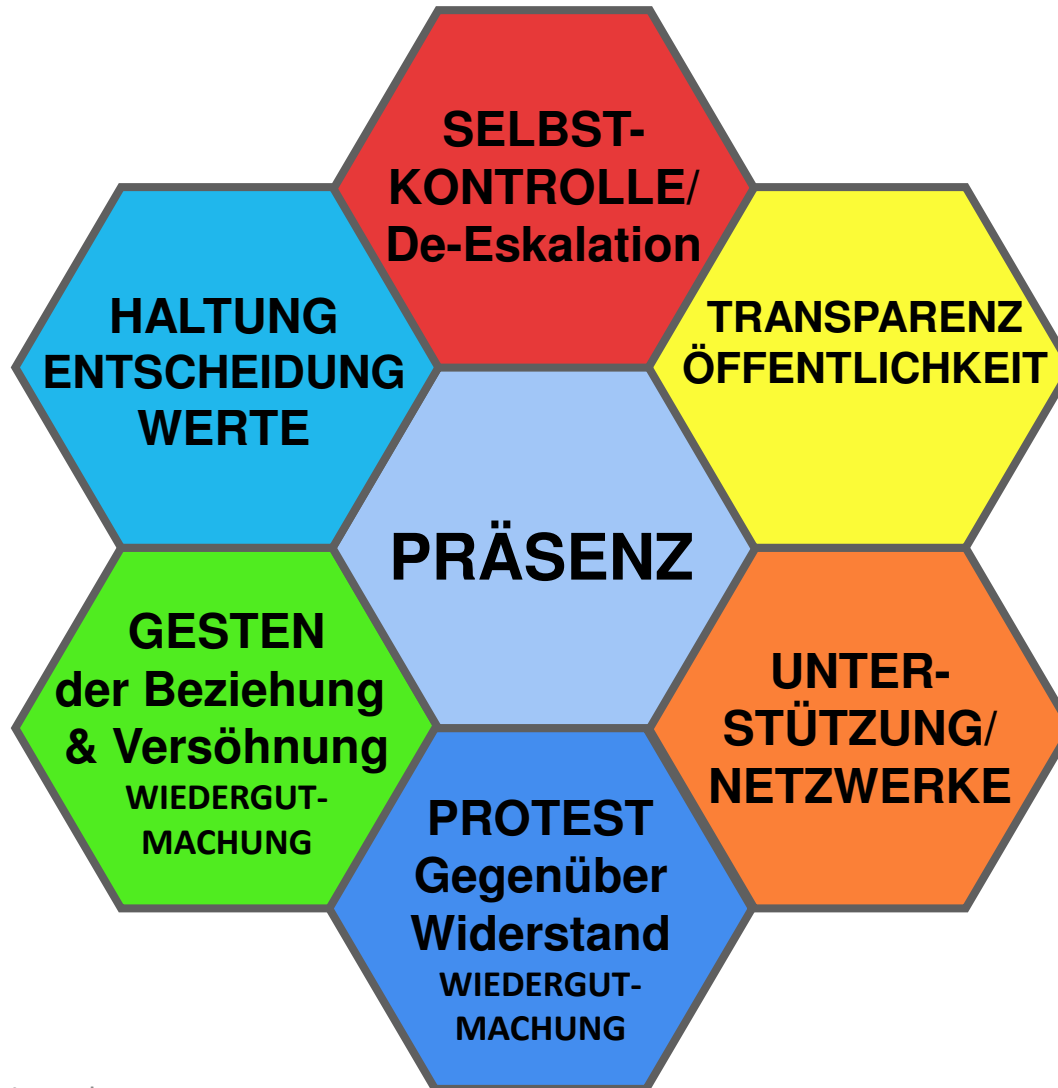 SELBST-
KONTROLLE/
De-Eskalation
HALTUNG
ENTSCHEIDUNG
WERTE
TRANSPARENZ
ÖFFENTLICHKEIT
PRÄSENZ
GESTEN
der Beziehung
& Versöhnung
WIEDERGUT-
MACHUNG
UNTER-
STÜTZUNG/
NETZWERKE
PROTEST
Gegenüber
Widerstand
WIEDERGUT-
MACHUNG